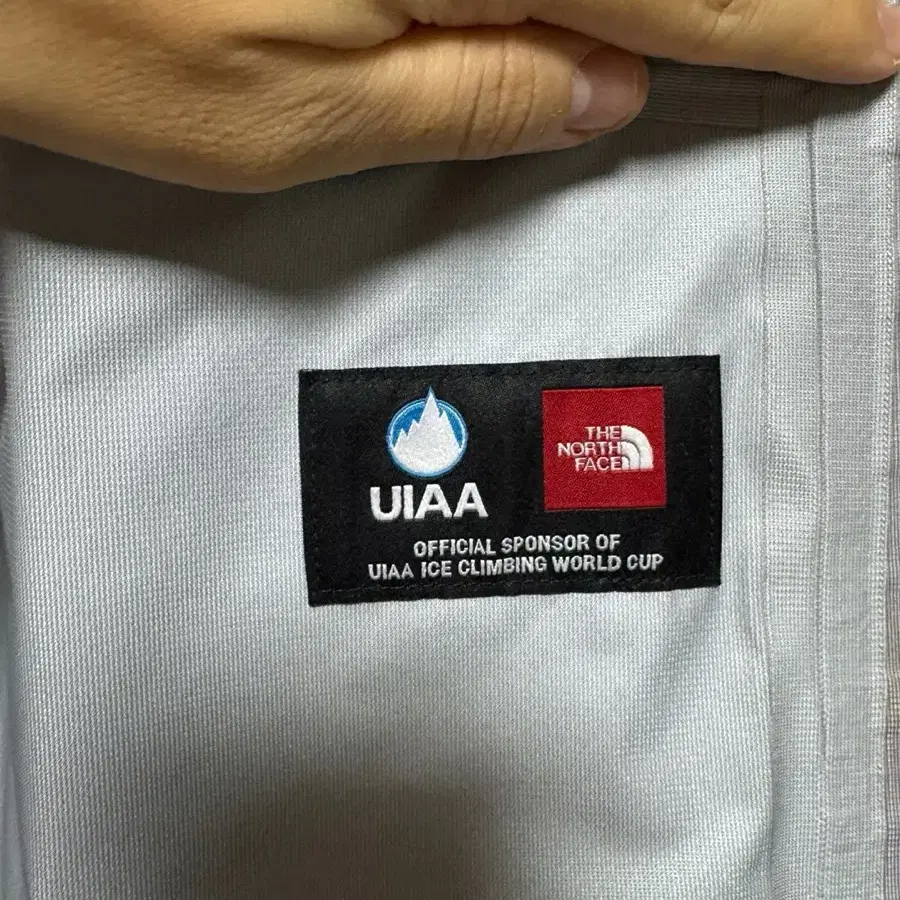 UIAA
THE
NORTH
FACE
OFFICIAL SPONSOR OF
UIAA ICE CLIMBING WORLD CUP